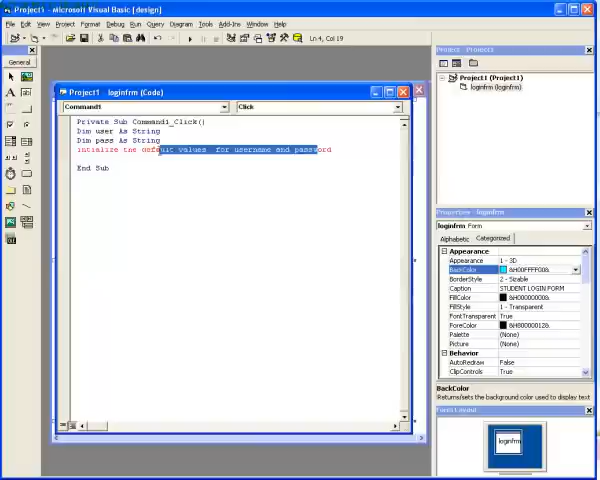 Project1 - Microsoft Visual Basic [design]
File Edit View Project Format Debug Run Query Diagram Tools Add-Ins Window Help
Ln 4, Col 19
General
Project1 - loginfrm (Code)
Command1
Click
Private Sub Command1_Click()
Dim user As String
Dim pass As String
intialize the default values for username and password
End Sub
Project - Project1
Project1 (Project1)
loginfrm (loginfrm)
Properties - loginfrm
loginfrm Form
Alphabetic Categorized
Appearance
Appearance 1 - 3D
BackColor &H00FFFF00&
BorderStyle 2 - Sizable
Caption STUDENT LOGIN FORM
FillColor &H00000000&
FillStyle 1 - Transparent
FontTransparent True
ForeColor &H80000012&
Palette (None)
Picture (None)
Behavior
AutoRedraw False
ClipControls True
BackColor
Returns/sets the background color used to display text
Form Layout
loginfrm